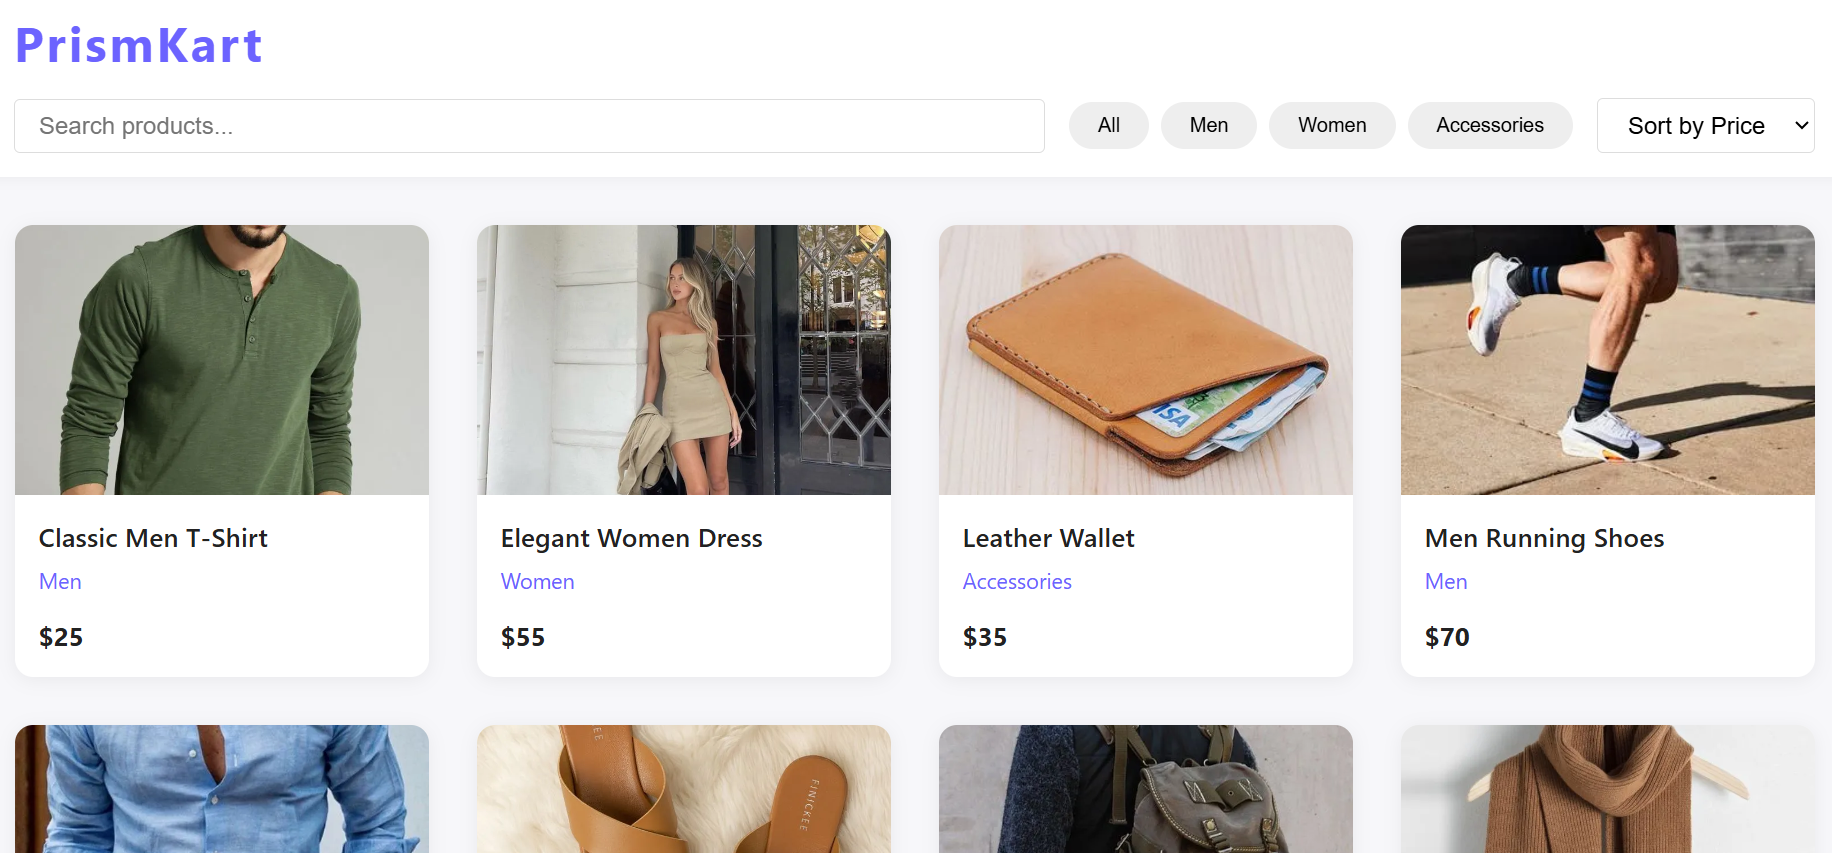 PrismKart
Search products...
All
Men
Women
Accessories
Sort by Price
VISA
Classic Men T-Shirt
Men
$25
Elegant Women Dress
Women
$55
Leather Wallet
Accessories
$35
Men Running Shoes
Men
$70
FINICKEE